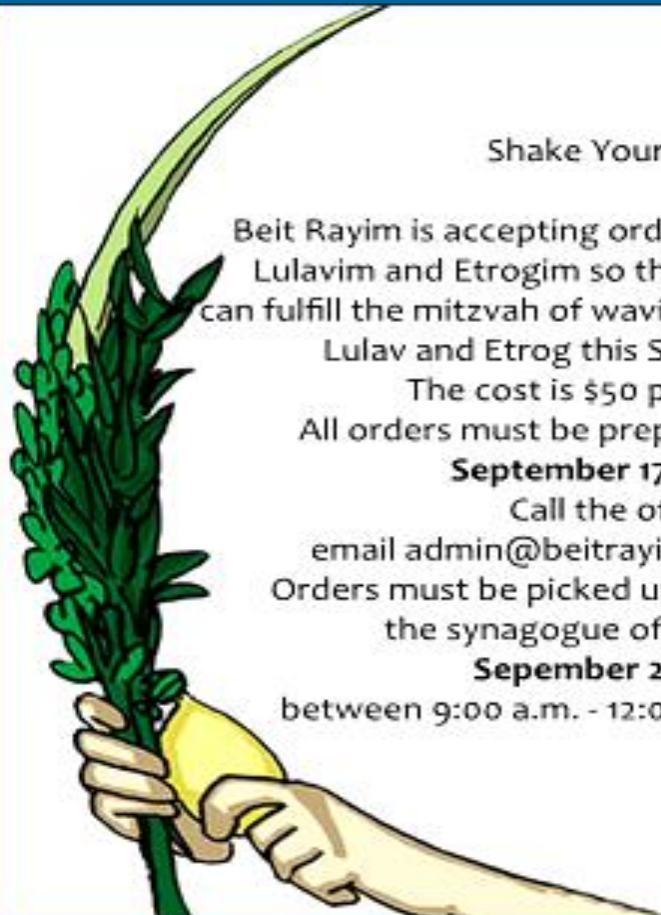 Shake Your
Beit Rayim is accepting ord
Lulavim and Etrogim so th
can fulfill the mitzvah of wavi
Lulav and Etrog this S
The cost is $50 p
All orders must be prep
September 17
Call the of
email admin@beitrayi
Orders must be picked u
the synagogue of
Sepember 2
between 9:00 a.m. - 12:0